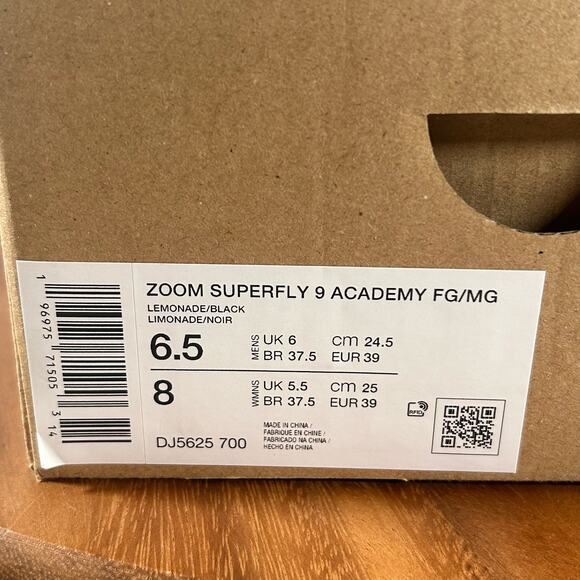 ZOOM SUPERFLY 9 ACADEMY FG/MG
LEMONADE/BLACK
LIMONADE/NOIR
6.5 MENS UK 6 CM 24.5
BR 37.5 EUR 39
8 WMNS UK 5.5 CM 25
BR 37.5 EUR 39
DJ5625 700
MADE IN CHINA /
FABRIQUE EN CHINE /
FABRICADO NA CHINA /
HECHO EN CHINA
RFID
1 96975 71505 3 14